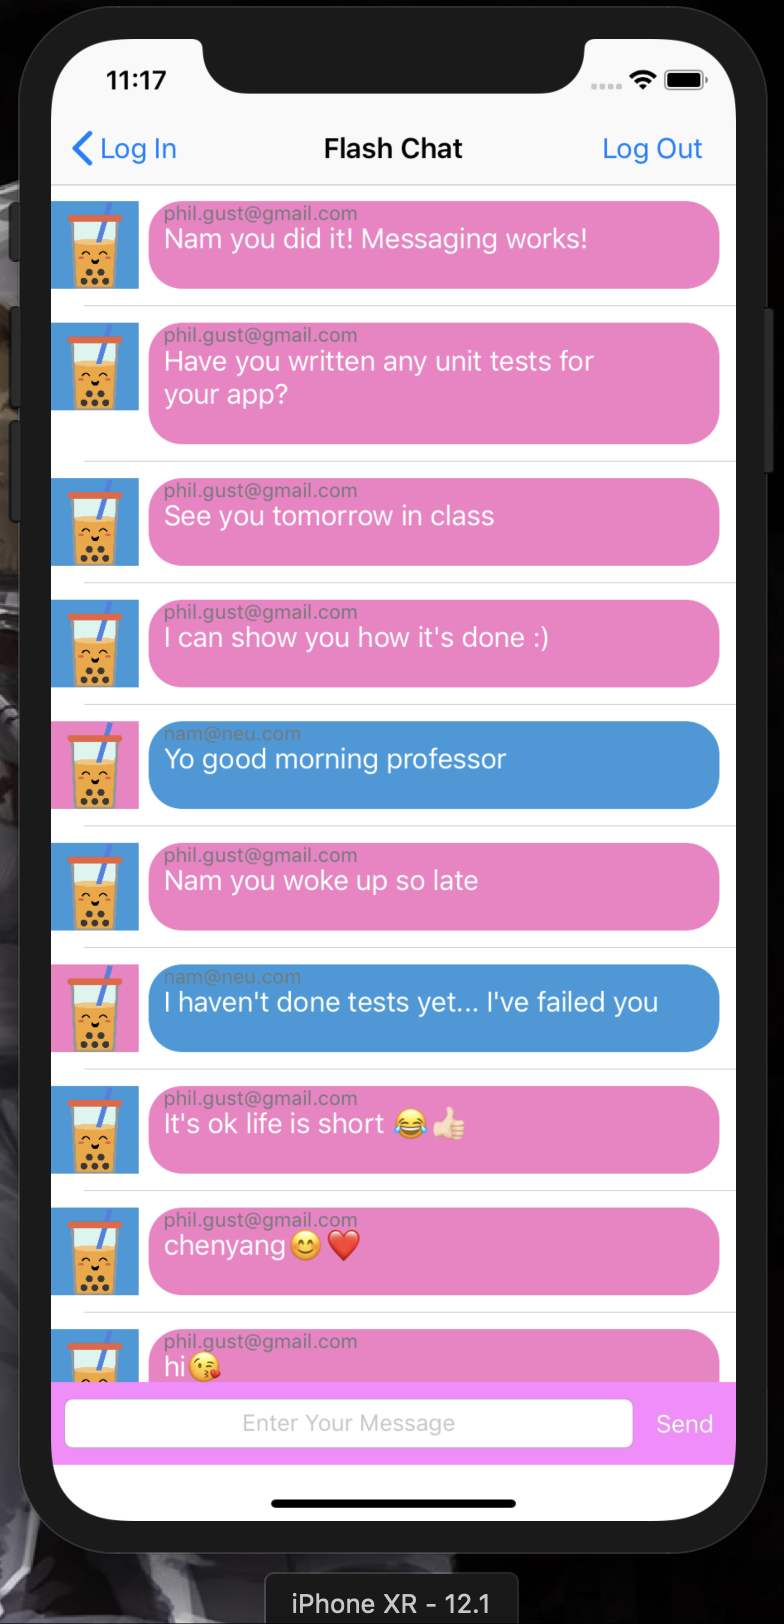 11:17
Log In
Flash Chat
Log Out
phil.gust@gmail.com
Nam you did it! Messaging works!
phil.gust@gmail.com
Have you written any unit tests for
your app?
phil.gust@gmail.com
See you tomorrow in class
phil.gust@gmail.com
I can show you how it's done :)
nam@neu.com
Yo good morning professor
phil.gust@gmail.com
Nam you woke up so late
nam@neu.com
I haven't done tests yet... I've failed you
phil.gust@gmail.com
It's ok life is short 😂👍🏻
phil.gust@gmail.com
chenyang😊❤️
phil.gust@gmail.com
hi😘
Enter Your Message
Send
iPhone XR - 12.1